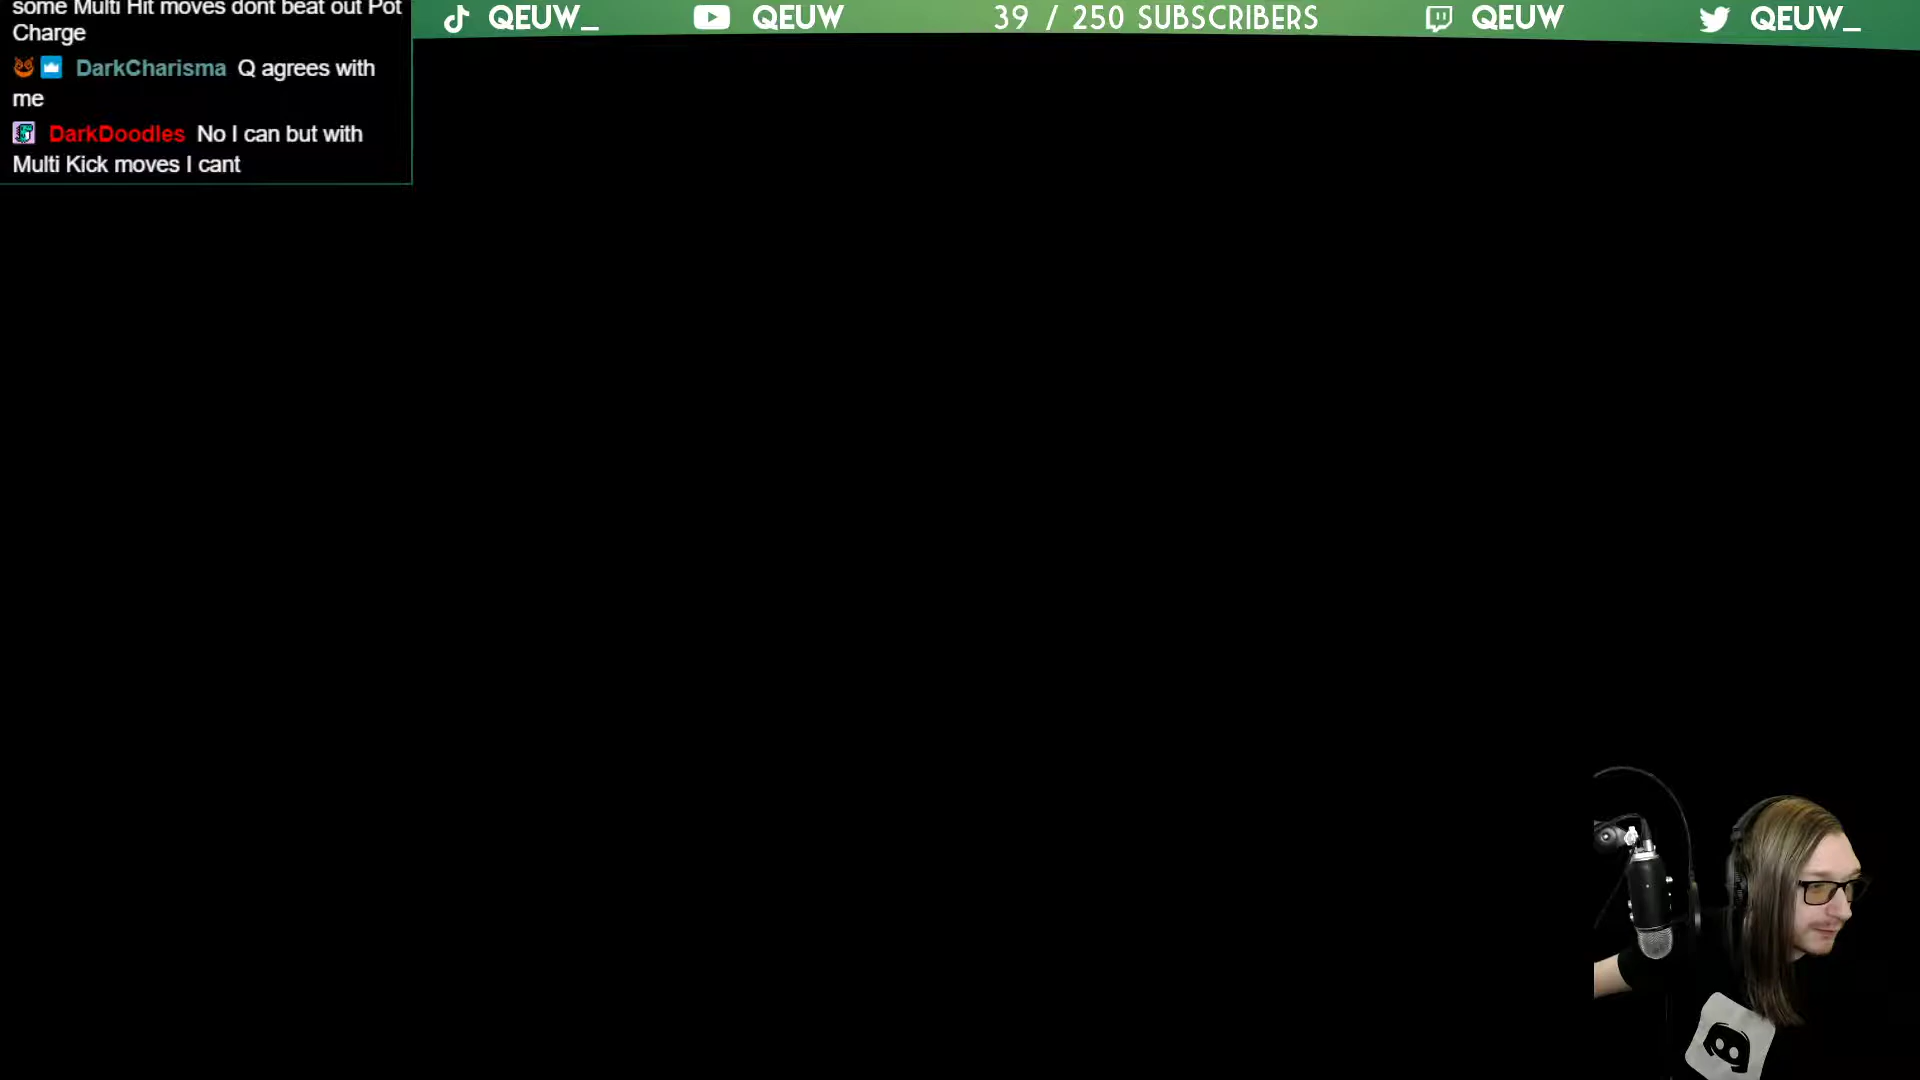 some Multi Hit moves dont beat out Pot
Charge
DarkCharisma Q agrees with
me
DarkDoodles No I can but with
Multi Kick moves I cant
QEUW_ QEUW 39 / 250 SUBSCRIBERS QEUW QEUW_